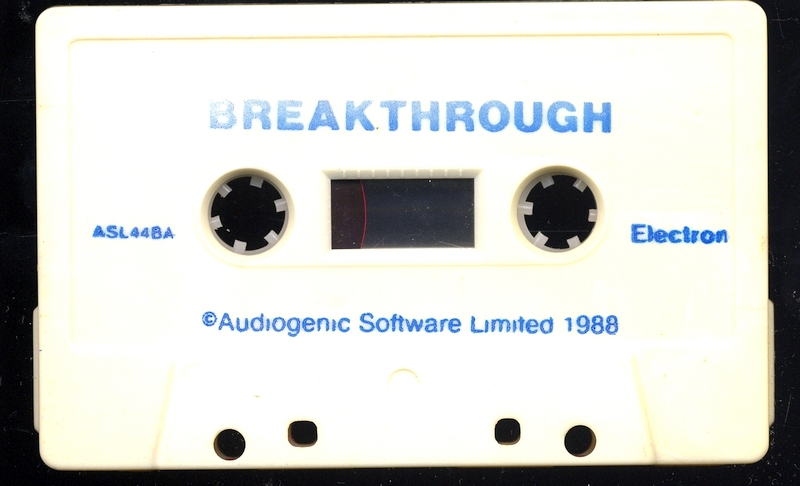 BREAKTHROUGH
ASL44BA
Electron
©Audiogenic Software Limited 1988